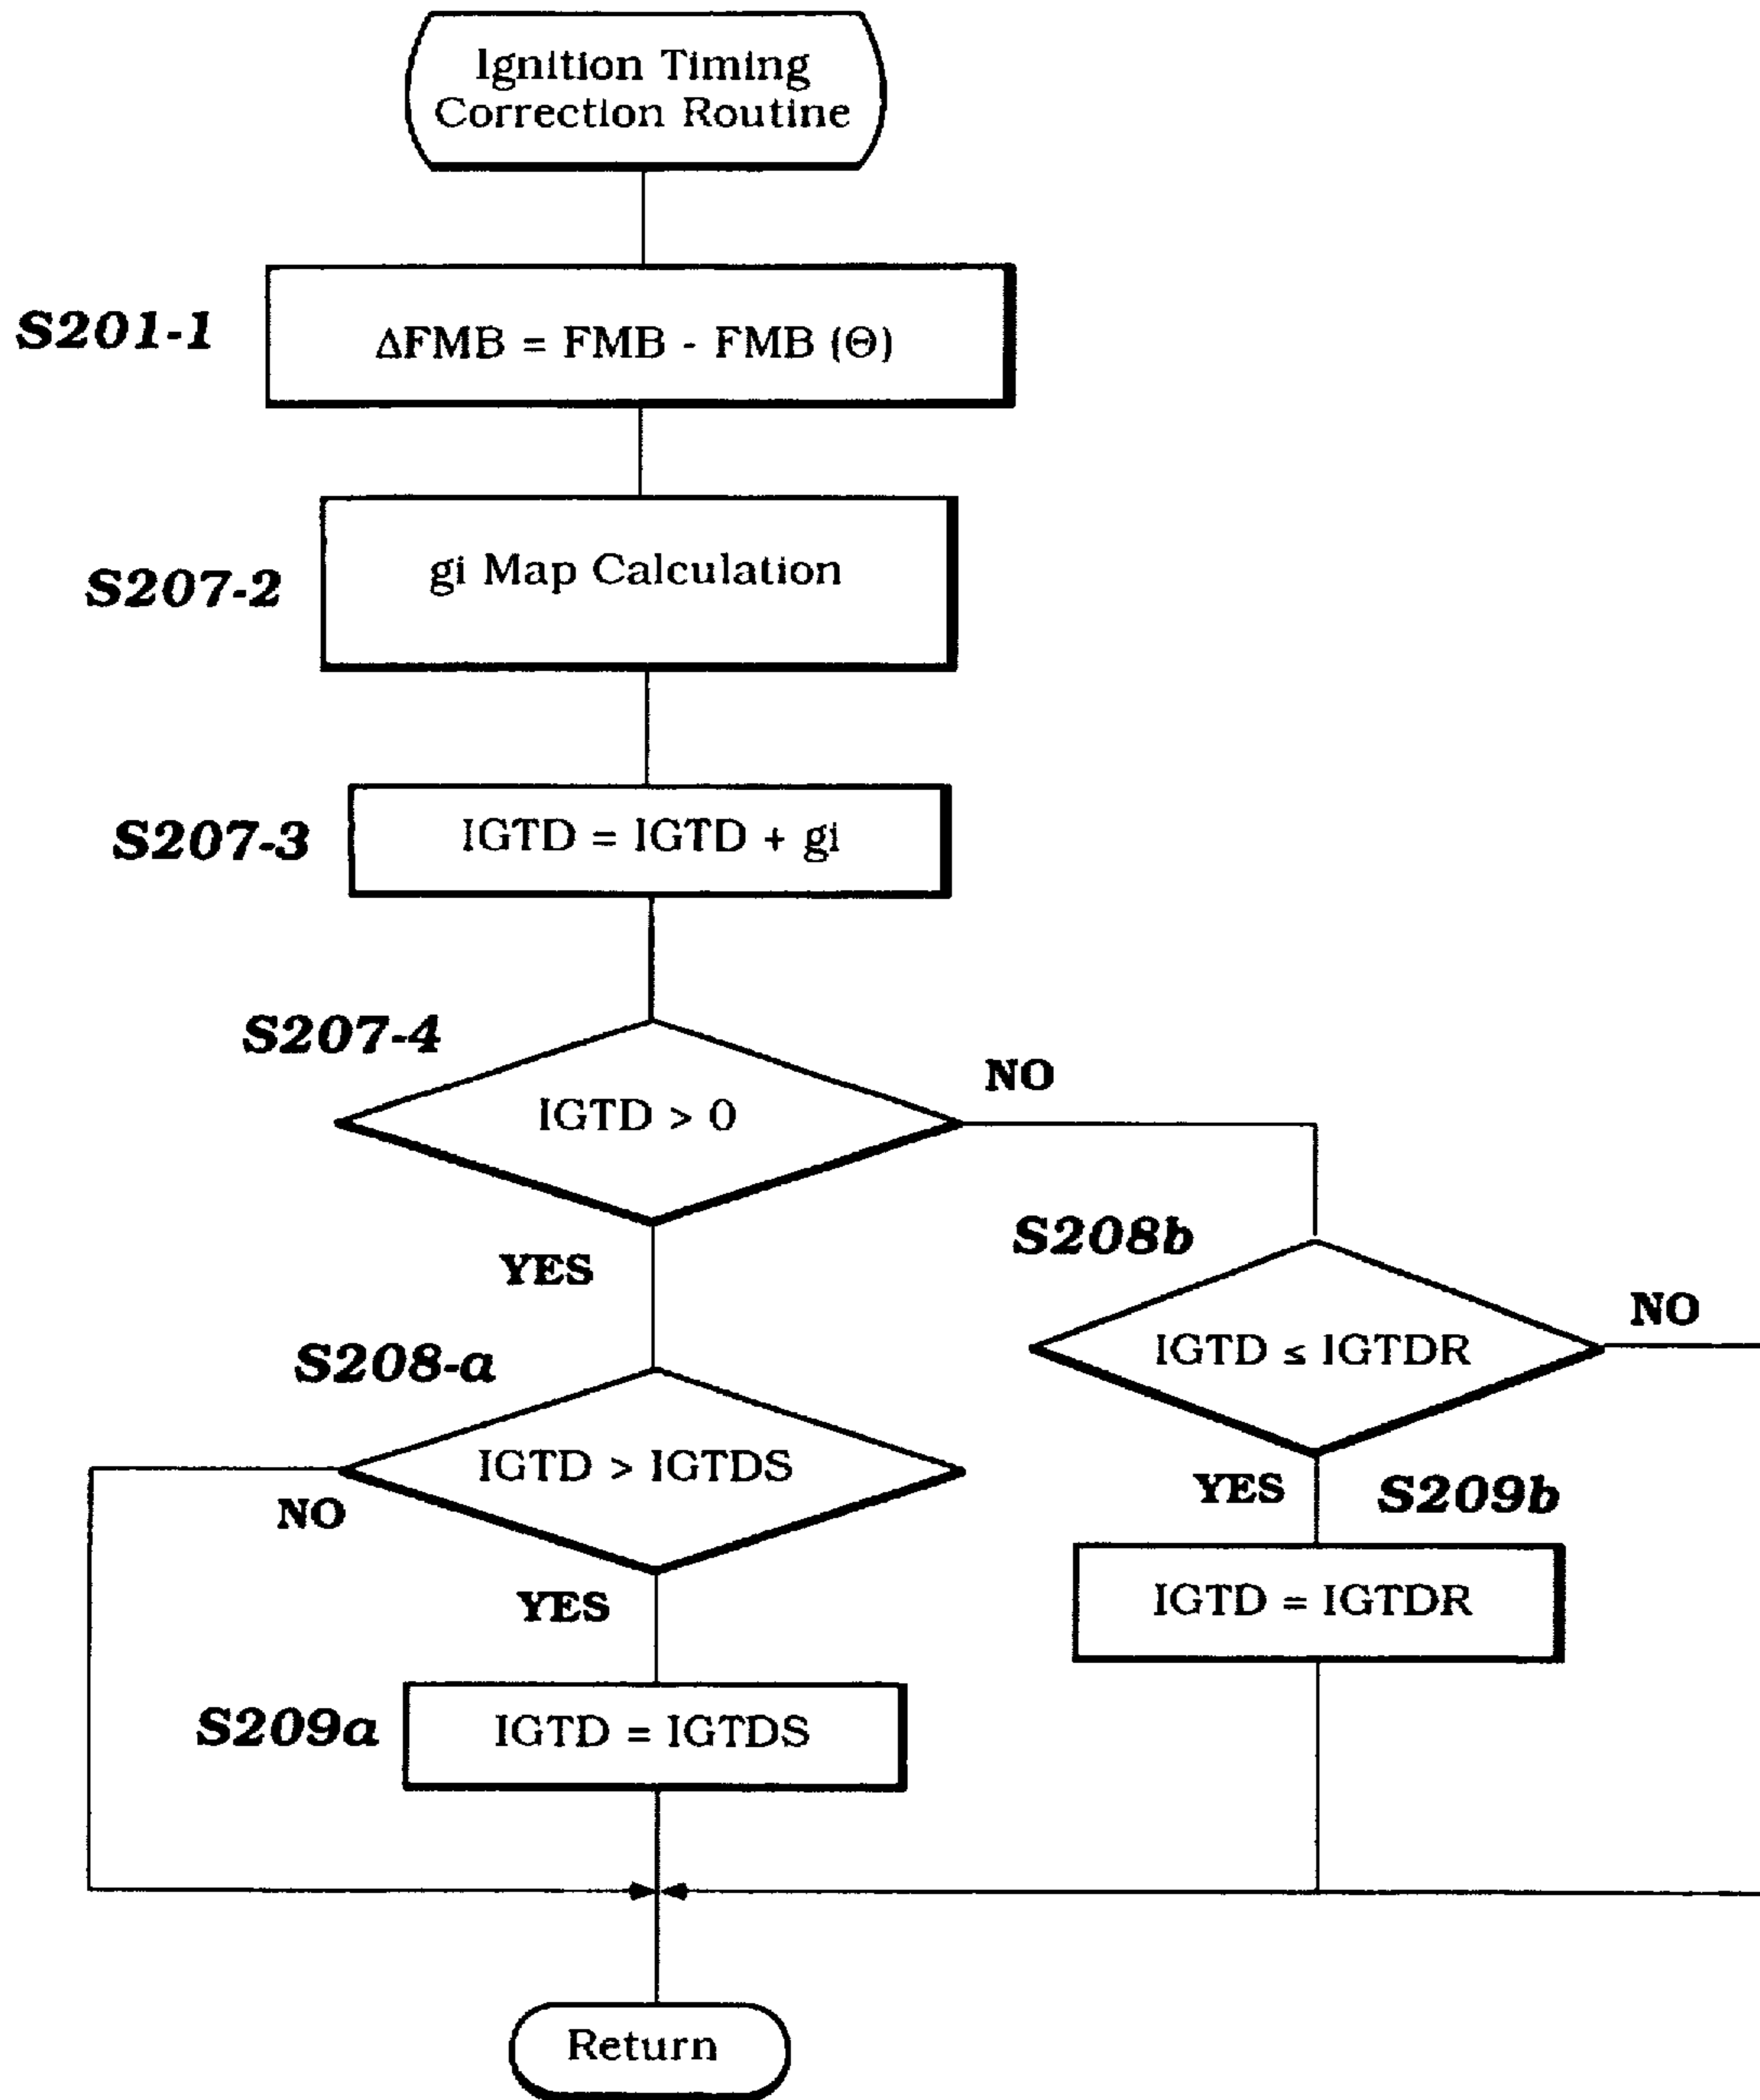 Ignition Timing
Correction Routine
S201-1
ΔFMB = FMB - FMB (Θ)
S207-2
gi Map Calculation
S207-3
IGTD = IGTD + gi
S207-4
IGTD > 0
NO
YES
S208b
IGTD ≤ IGTDR
NO
S208-a
IGTD > IGTDS
NO
YES
YES
S209b
IGTD = IGTDR
S209a
IGTD = IGTDS
Return